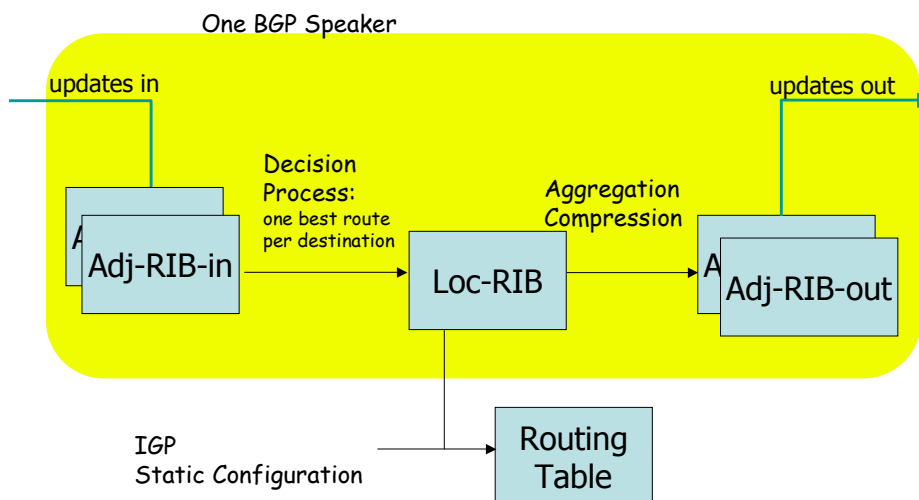 One BGP Speaker
updates in
updates out
Decision
Process:
one best route
per destination
Aggregation
Compression
A
Adj-RIB-in
Loc-RIB
A
Adj-RIB-out
IGP
Static Configuration
Routing
Table